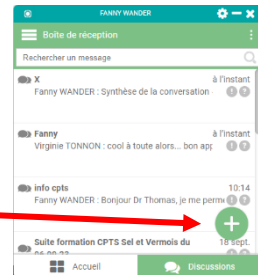 FANNY WANDER
Boîte de réception
Rechercher un message
X à l'instant
Fanny WANDER : Synthèse de la conversation
Fanny à l'instant
Virginie TONNON : cool à toute alors... bon app
info cpts 10:14
Fanny WANDER : Bonjour Dr Thomas, je me perm
Suite formation CPTS Sel et Vermois du 18 sept.
Accueil Discussions